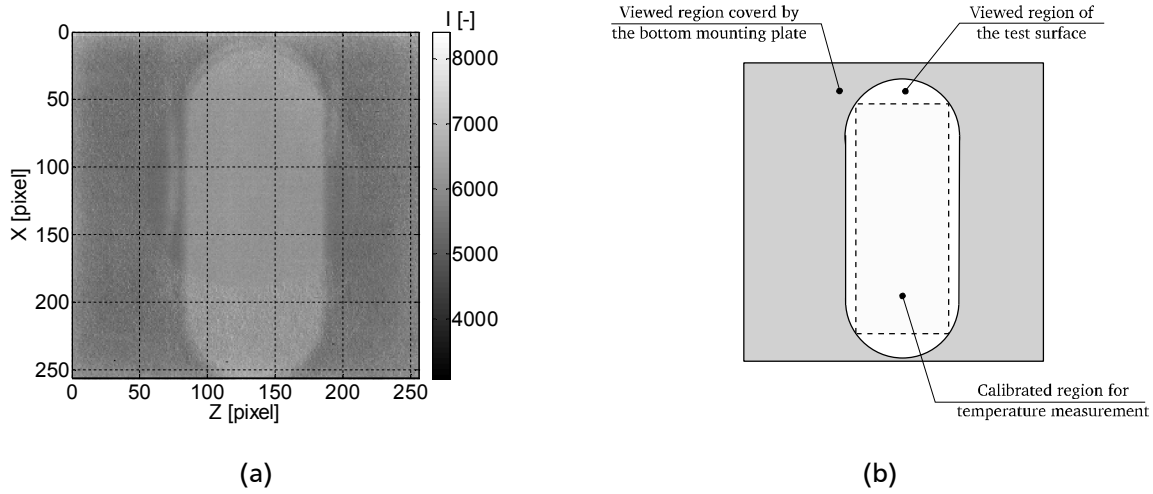 I [-]
0
50
100
150
200
250
X [pixel]
0 50 100 150 200 250
Z [pixel]
8000
7000
6000
5000
4000
(a)
Viewed region coverd by
the bottom mounting plate
Viewed region of
the test surface
Calibrated region for
temperature measurement
(b)